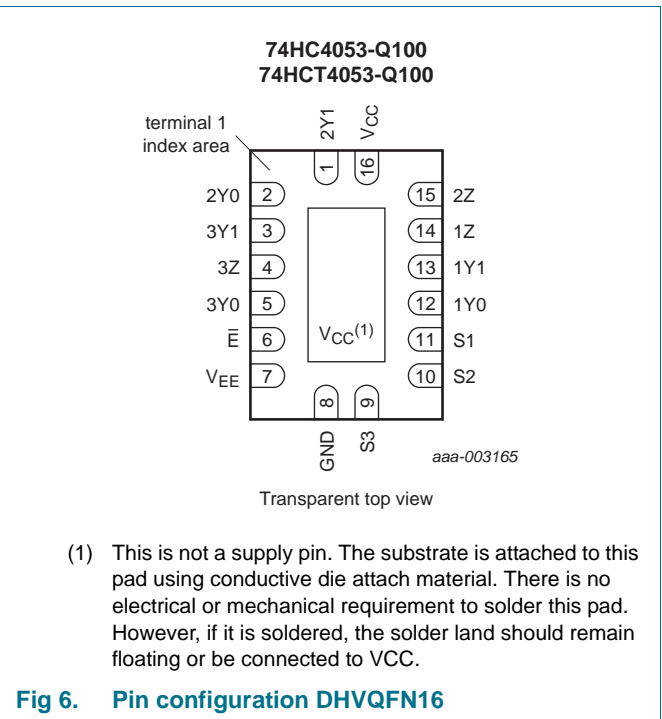 74HC4053-Q100
74HCT4053-Q100
terminal 1
index area
2Y1
VCC
1
16
2Y0 2
15 2Z
3Y1 3
14 1Z
3Z 4
13 1Y1
3Y0 5
12 1Y0
E̅ 6
VCC(1)
11 S1
VEE 7
10 S2
8
9
GND
S3
aaa-003165
Transparent top view
(1) This is not a supply pin. The substrate is attached to this
pad using conductive die attach material. There is no
electrical or mechanical requirement to solder this pad.
However, if it is soldered, the solder land should remain
floating or be connected to VCC.
Fig 6. Pin configuration DHVQFN16